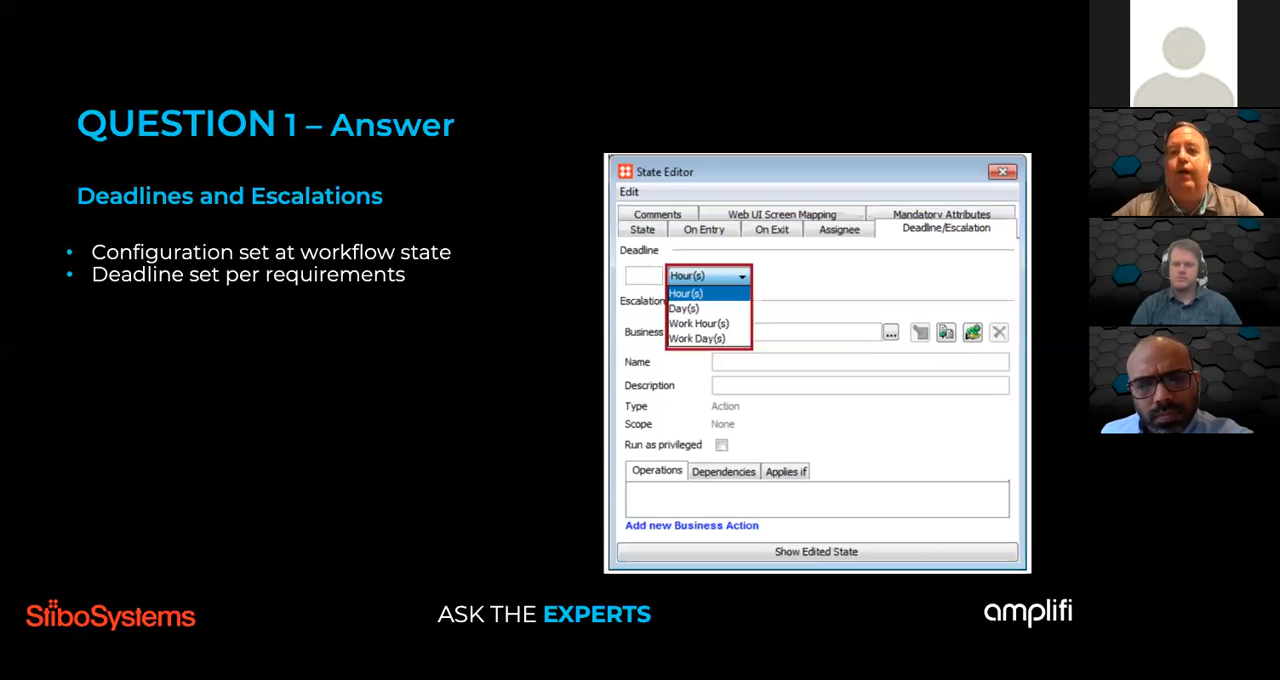 QUESTION 1 – Answer
Deadlines and Escalations
• Configuration set at workflow state
• Deadline set per requirements
State Editor
Edit
Comments Web UI Screen Mapping Mandatory Attributes
State On Entry On Exit Assignee Deadline/Escalation
Deadline
Hour(s)
Hour(s)
Day(s)
Work Hour(s)
Work Day(s)
Escalation
Business
...
Name
Description
Type Action
Scope None
Run as privileged
Operations Dependencies Applies if
Add new Business Action
Show Edited State
StiboSystems
ASK THE EXPERTS
amplifi